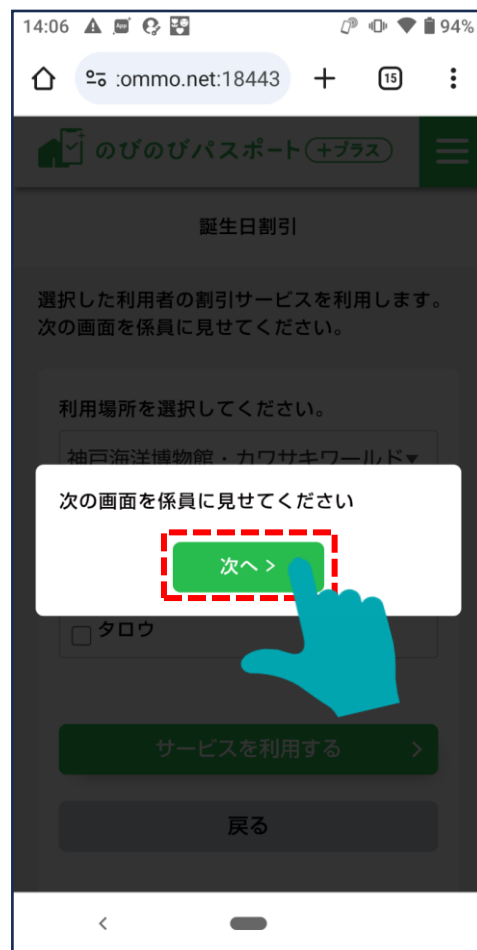 14:06
94%
:ommo.net:18443
15
のびのびパスポート +プラス
誕生日割引
選択した利用者の割引サービスを利用します。
次の画面を係員に見せてください。
利用場所を選択してください。
神戸海洋博物館・カワサキワールド▼
次の画面を係員に見せてください
次へ >
タロウ
サービスを利用する >
戻る